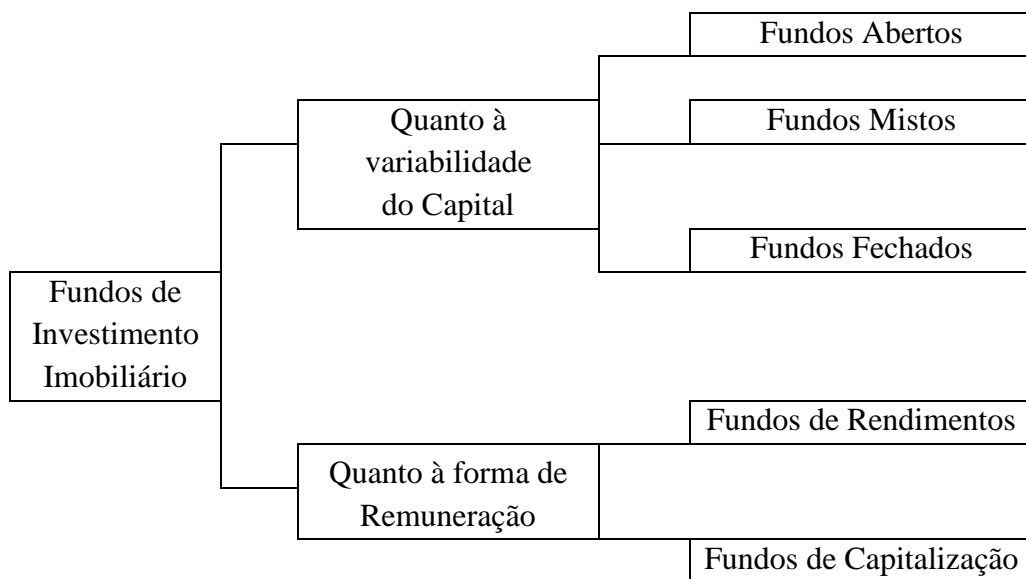 Fundos Abertos
Quanto à
variabilidade
do Capital
Fundos Mistos
Fundos Fechados
Fundos de
Investimento
Imobiliário
Fundos de Rendimentos
Quanto à forma de
Remuneração
Fundos de Capitalização